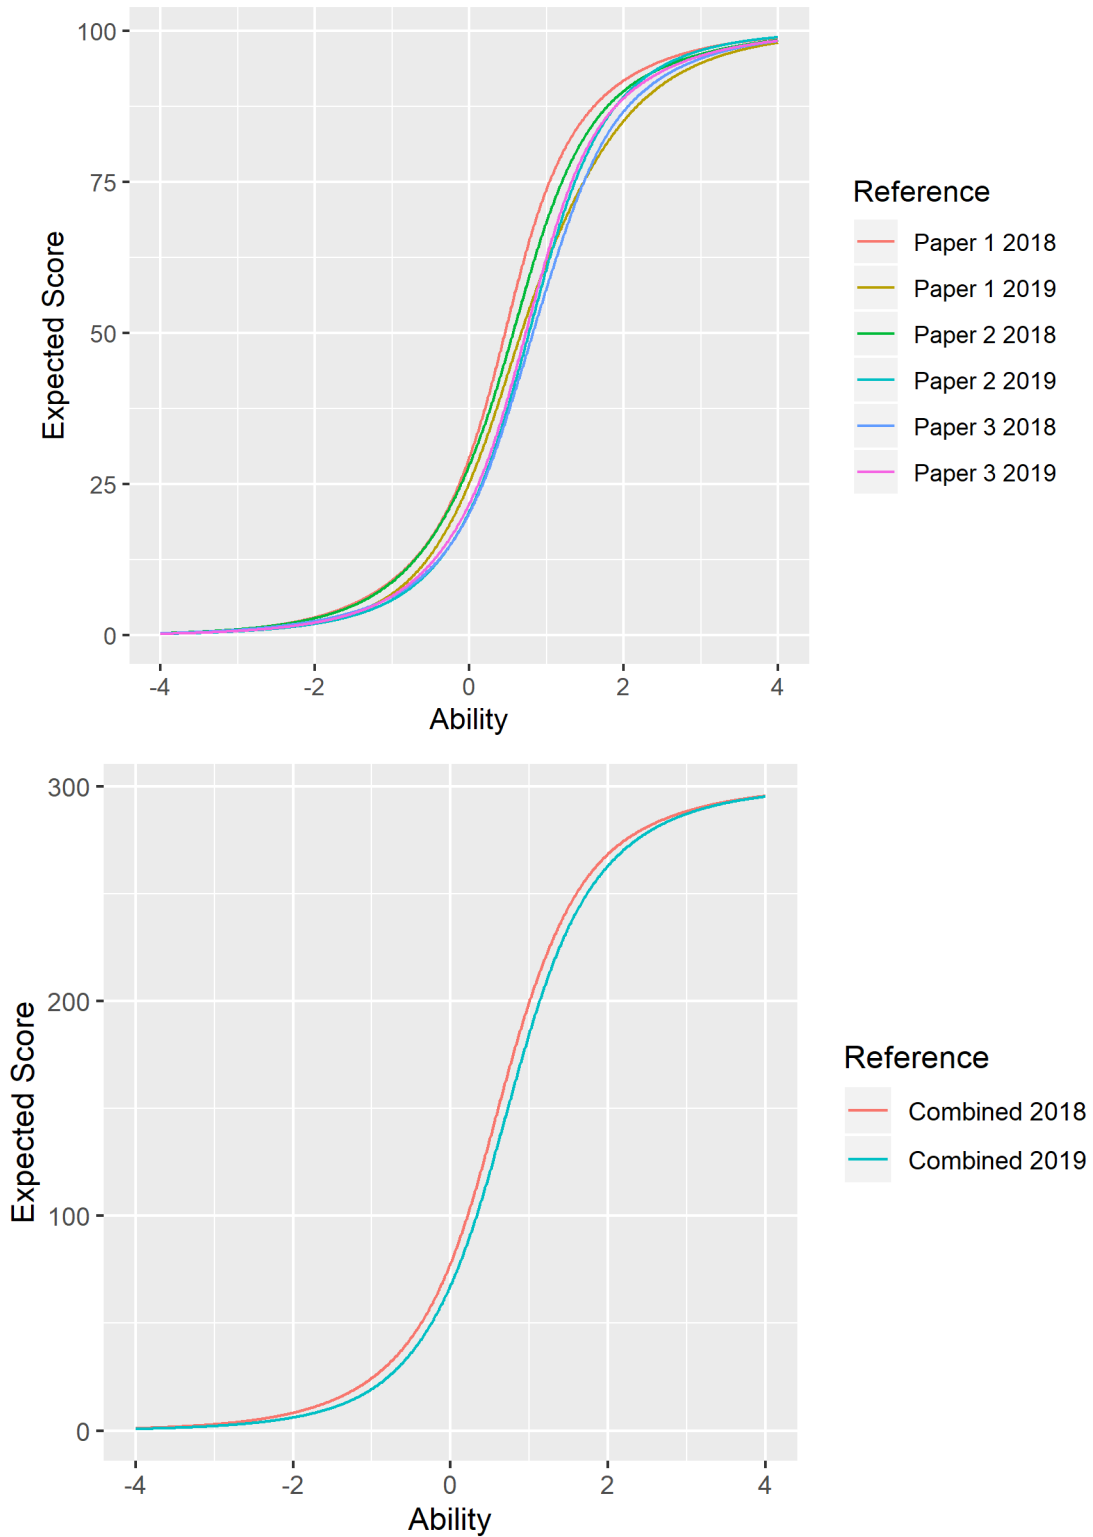 100
75
50
25
0
Expected Score
-4
-2
0
2
4
Ability
Reference
Paper 1 2018
Paper 1 2019
Paper 2 2018
Paper 2 2019
Paper 3 2018
Paper 3 2019
300
200
100
0
Expected Score
-4
-2
0
2
4
Ability
Reference
Combined 2018
Combined 2019